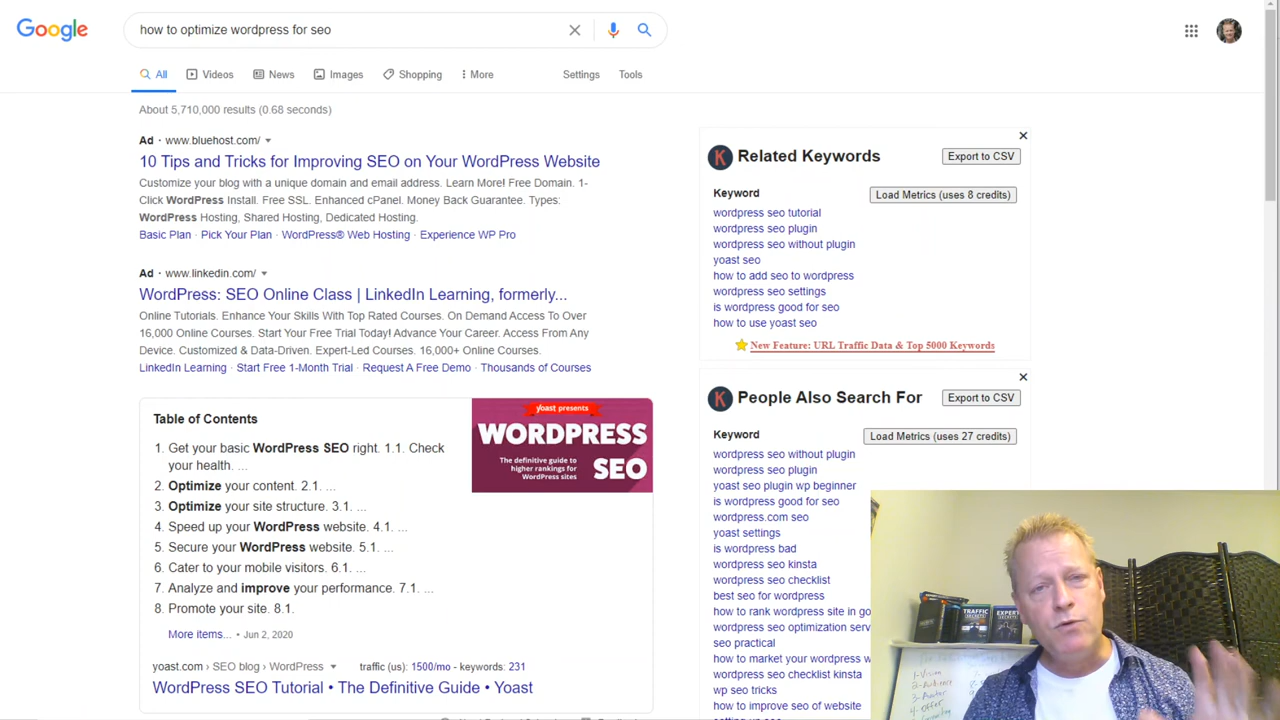 Google
how to optimize wordpress for seo
All
Videos
News
Images
Shopping
More
Settings
Tools
About 5,710,000 results (0.68 seconds)
Ad · www.bluehost.com/
10 Tips and Tricks for Improving SEO on Your WordPress Website
Customize your blog with a unique domain and email address. Learn More! Free Domain. 1-
Click WordPress Install. Free SSL. Enhanced cPanel. Money Back Guarantee. Types:
WordPress Hosting, Shared Hosting, Dedicated Hosting.
Basic Plan · Pick Your Plan · WordPress® Web Hosting · Experience WP Pro
Ad · www.linkedin.com/
WordPress: SEO Online Class | LinkedIn Learning, formerly...
Online Tutorials. Enhance Your Skills With Top Rated Courses. On Demand Access To Over
16,000 Online Courses. Start Your Free Trial Today! Advance Your Career. Access From Any
Device. Customized & Data-Driven. Expert-Led Courses. 16,000+ Online Courses.
LinkedIn Learning · Start Free 1-Month Trial · Request A Free Demo · Thousands of Courses
Table of Contents
1. Get your basic WordPress SEO right. 1.1. Check
your health. ...
2. Optimize your content. 2.1. ...
3. Optimize your site structure. 3.1. ...
4. Speed up your WordPress website. 4.1. ...
5. Secure your WordPress website. 5.1. ...
6. Cater to your mobile visitors. 6.1. ...
7. Analyze and improve your performance. 7.1. ...
8. Promote your site. 8.1.
More items... · Jun 2, 2020
yoast presents
WORDPRESS
The definitive guide to
higher rankings for
WordPress sites
SEO
yoast.com › SEO blog › WordPress
traffic (us): 1500/mo - keywords: 231
WordPress SEO Tutorial • The Definitive Guide • Yoast
K
Related Keywords
Export to CSV
Keyword
Load Metrics (uses 8 credits)
wordpress seo tutorial
wordpress seo plugin
wordpress seo without plugin
yoast seo
how to add seo to wordpress
wordpress seo settings
is wordpress good for seo
how to use yoast seo
New Feature: URL Traffic Data & Top 5000 Keywords
K
People Also Search For
Export to CSV
Keyword
Load Metrics (uses 27 credits)
wordpress seo without plugin
wordpress seo plugin
yoast seo plugin wp beginner
is wordpress good for seo
wordpress.com seo
yoast settings
is wordpress bad
wordpress seo kinsta
wordpress seo checklist
best seo for wordpress
how to rank wordpress site in go
wordpress seo optimization serv
seo practical
how to market your wordpress w
wordpress seo checklist kinsta
wp seo tricks
how to improve seo of website
TRAFFIC
SECRETS
EXPERT
SECRETS
1-Vision
3-Avatar
4. Offer